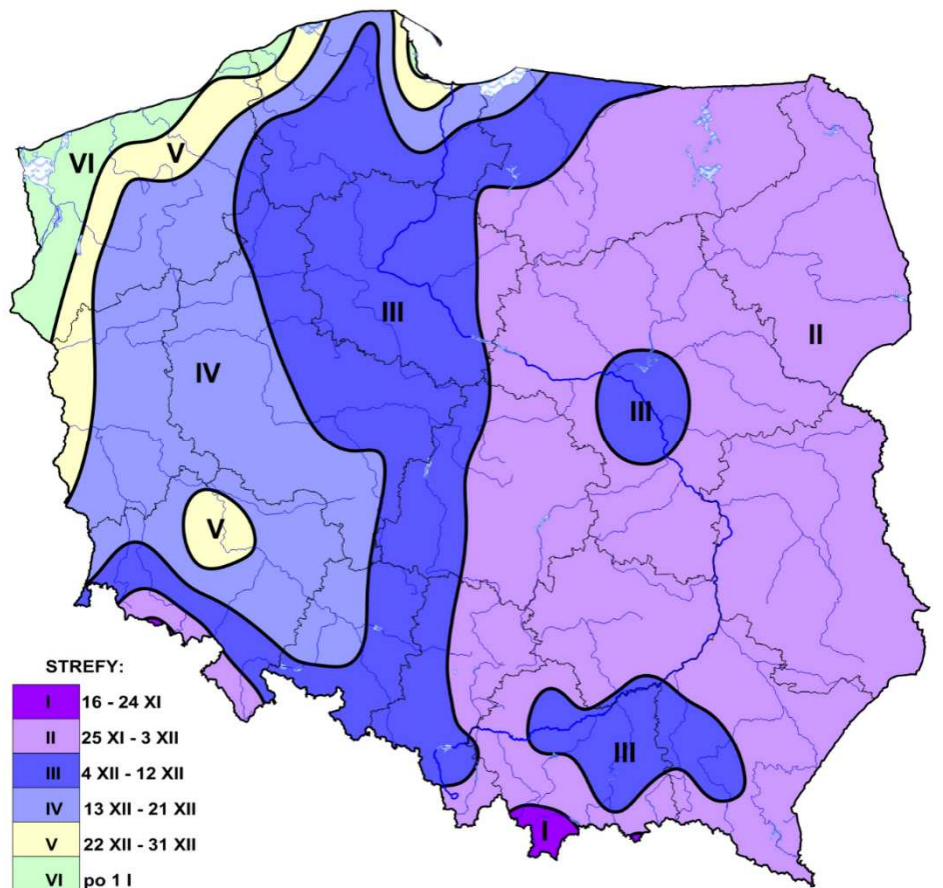 VI
V
III
II
IV
III
V
III
I
STREFY:
I 16 - 24 XI
II 25 XI - 3 XII
III 4 XII - 12 XII
IV 13 XII - 21 XII
V 22 XII - 31 XII
VI po 1 I